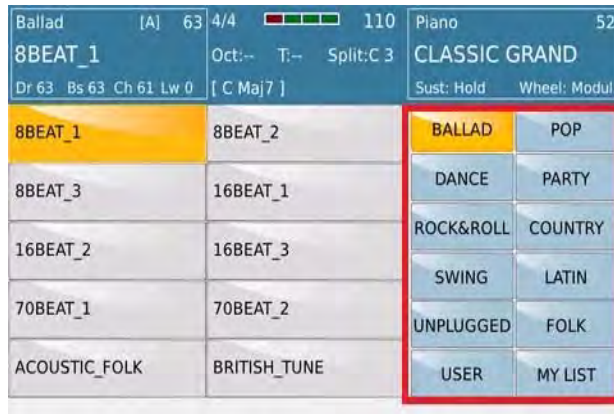 Ballad [A] 63
8BEAT_1
Dr 63 Bs 63 Ch 61 Lw 0
4/4 110
Oct:-- T:-- Split:C 3
[ C Maj7 ]
Piano 52
CLASSIC GRAND
Sust: Hold Wheel: Modul
8BEAT_1 8BEAT_2
8BEAT_3 16BEAT_1
16BEAT_2 16BEAT_3
70BEAT_1 70BEAT_2
ACOUSTIC_FOLK BRITISH_TUNE
BALLAD POP
DANCE PARTY
ROCK&ROLL COUNTRY
SWING LATIN
UNPLUGGED FOLK
USER MY LIST